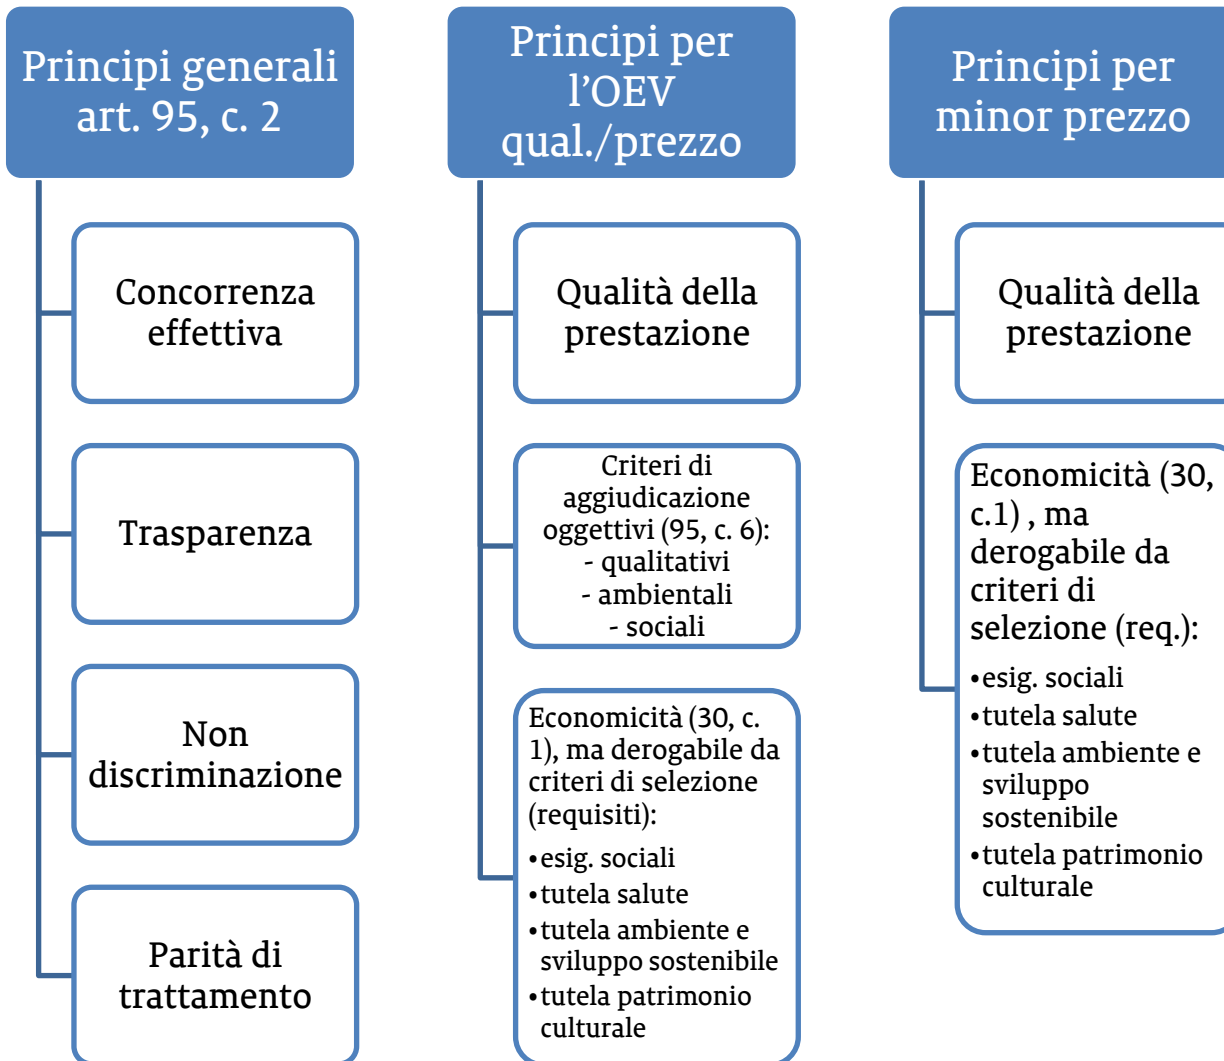 Principi generali
art. 95, c. 2
Concorrenza
effettiva
Trasparenza
Non
discriminazione
Parità di
trattamento
Principi per
l’OEV
qual./prezzo
Qualità della
prestazione
Criteri di
aggiudicazione
oggettivi (95, c. 6):
- qualitativi
- ambientali
- sociali
Economicità (30, c.
1), ma derogabile da
criteri di selezione
(requisiti):
•esig. sociali
•tutela salute
•tutela ambiente e
sviluppo sostenibile
•tutela patrimonio
culturale
Principi per
minor prezzo
Qualità della
prestazione
Economicità (30,
c.1) , ma
derogabile da
criteri di
selezione (req.):
•esig. sociali
•tutela salute
•tutela ambiente e
sviluppo
sostenibile
•tutela patrimonio
culturale